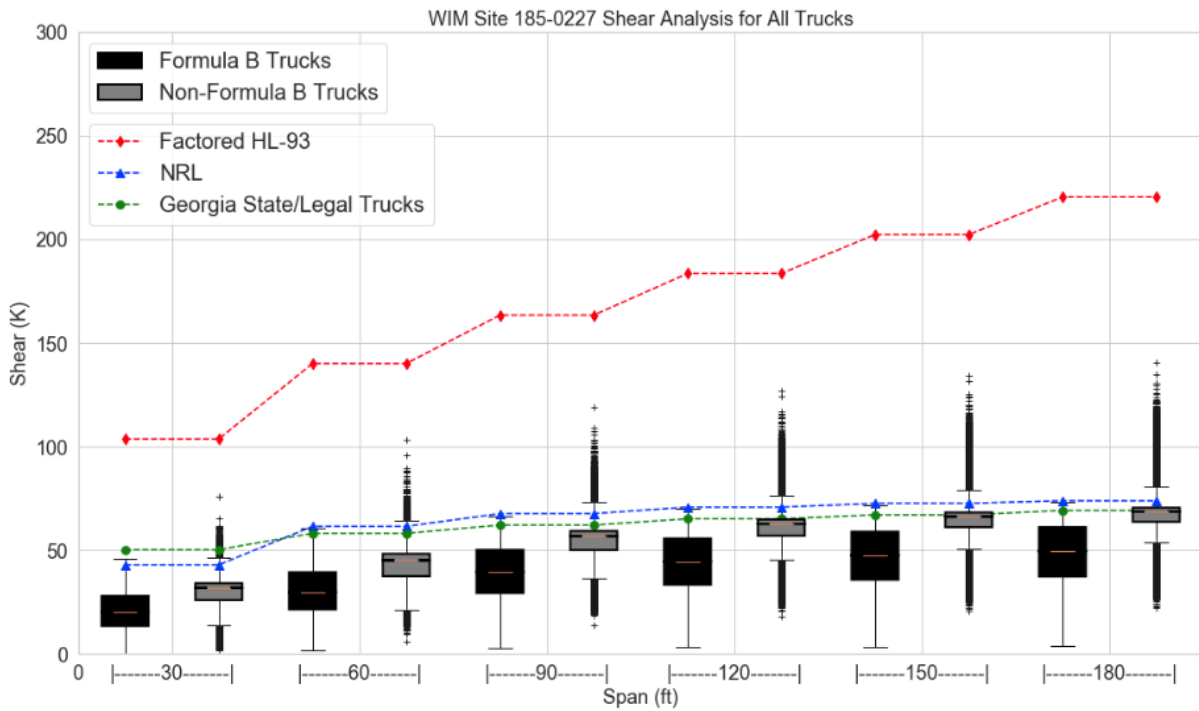 WIM Site 185-0227 Shear Analysis for All Trucks
300
250
200
150
100
50
0
Shear (K)
Formula B Trucks
Non-Formula B Trucks
Factored HL-93
NRL
Georgia State/Legal Trucks
0 |-------30-------| |-------60-------| |-------90-------| |-------120-------| |-------150-------| |-------180-------|
Span (ft)